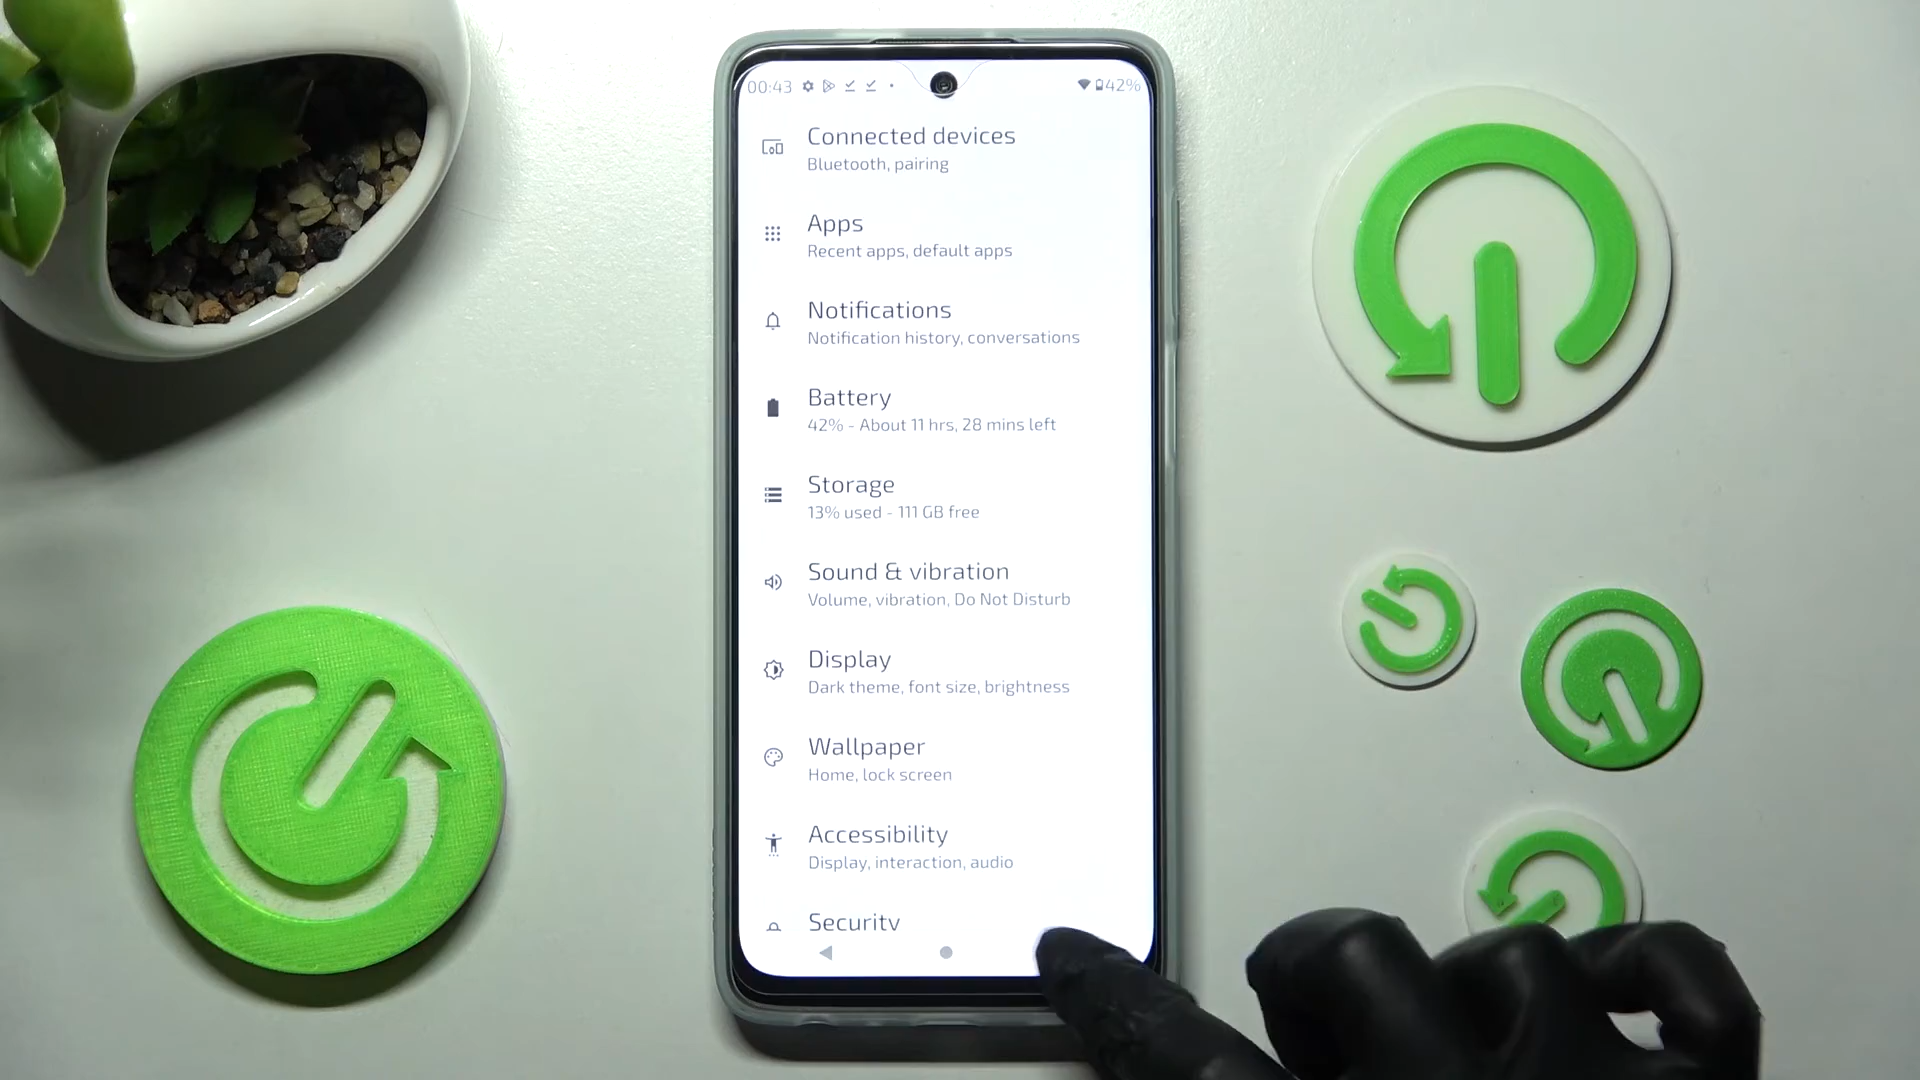 00:43 42%
Connected devices
Bluetooth, pairing
Apps
Recent apps, default apps
Notifications
Notification history, conversations
Battery
42% - About 11 hrs, 28 mins left
Storage
13% used - 111 GB free
Sound & vibration
Volume, vibration, Do Not Disturb
Display
Dark theme, font size, brightness
Wallpaper
Home, lock screen
Accessibility
Display, interaction, audio
Security